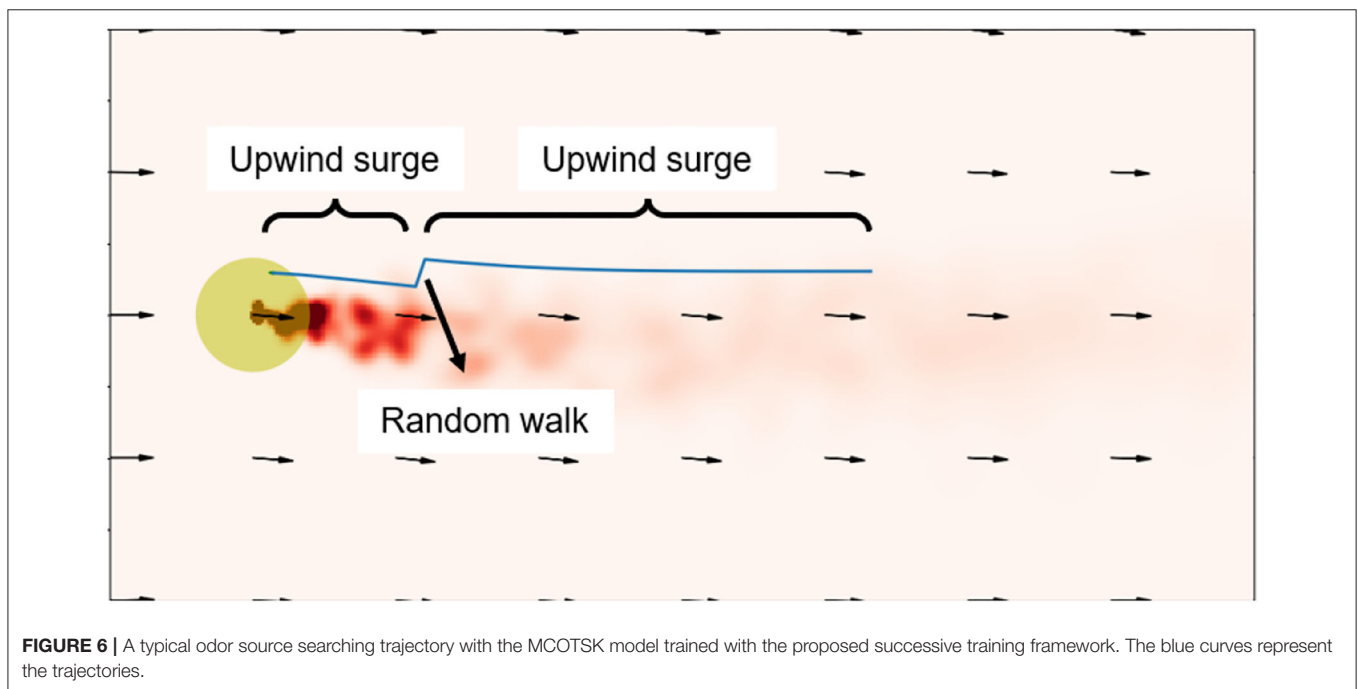 Upwind surge
Upwind surge
Random walk
FIGURE 6 | A typical odor source searching trajectory with the MCOTSK model trained with the proposed successive training framework. The blue curves represent
the trajectories.